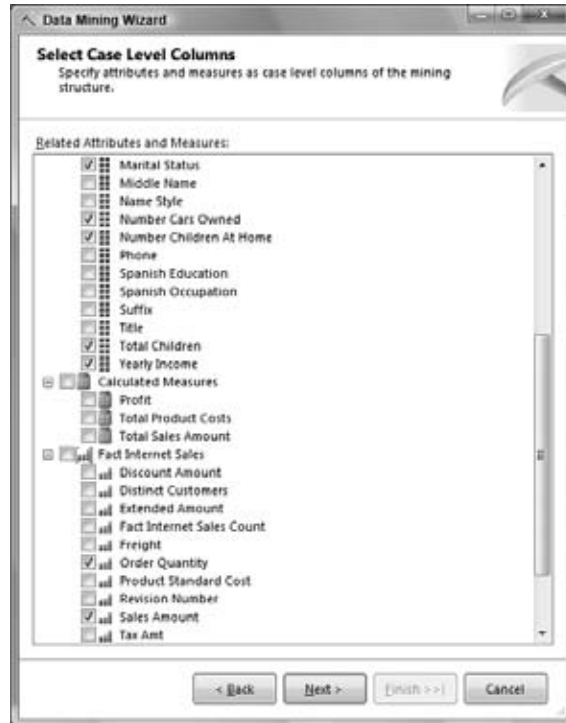 Data Mining Wizard
Select Case Level Columns
Specify attributes and measures as case level columns of the mining
structure.
Related Attributes and Measures:
Marital Status
Middle Name
Name Style
Number Cars Owned
Number Children At Home
Phone
Spanish Education
Spanish Occupation
Suffix
Title
Total Children
Yearly Income
Calculated Measures
Profit
Total Product Costs
Total Sales Amount
Fact Internet Sales
Discount Amount
Distinct Customers
Extended Amount
Fact Internet Sales Count
Freight
Order Quantity
Product Standard Cost
Revision Number
Sales Amount
Tax Amt
< Back Next > Finish >>| Cancel